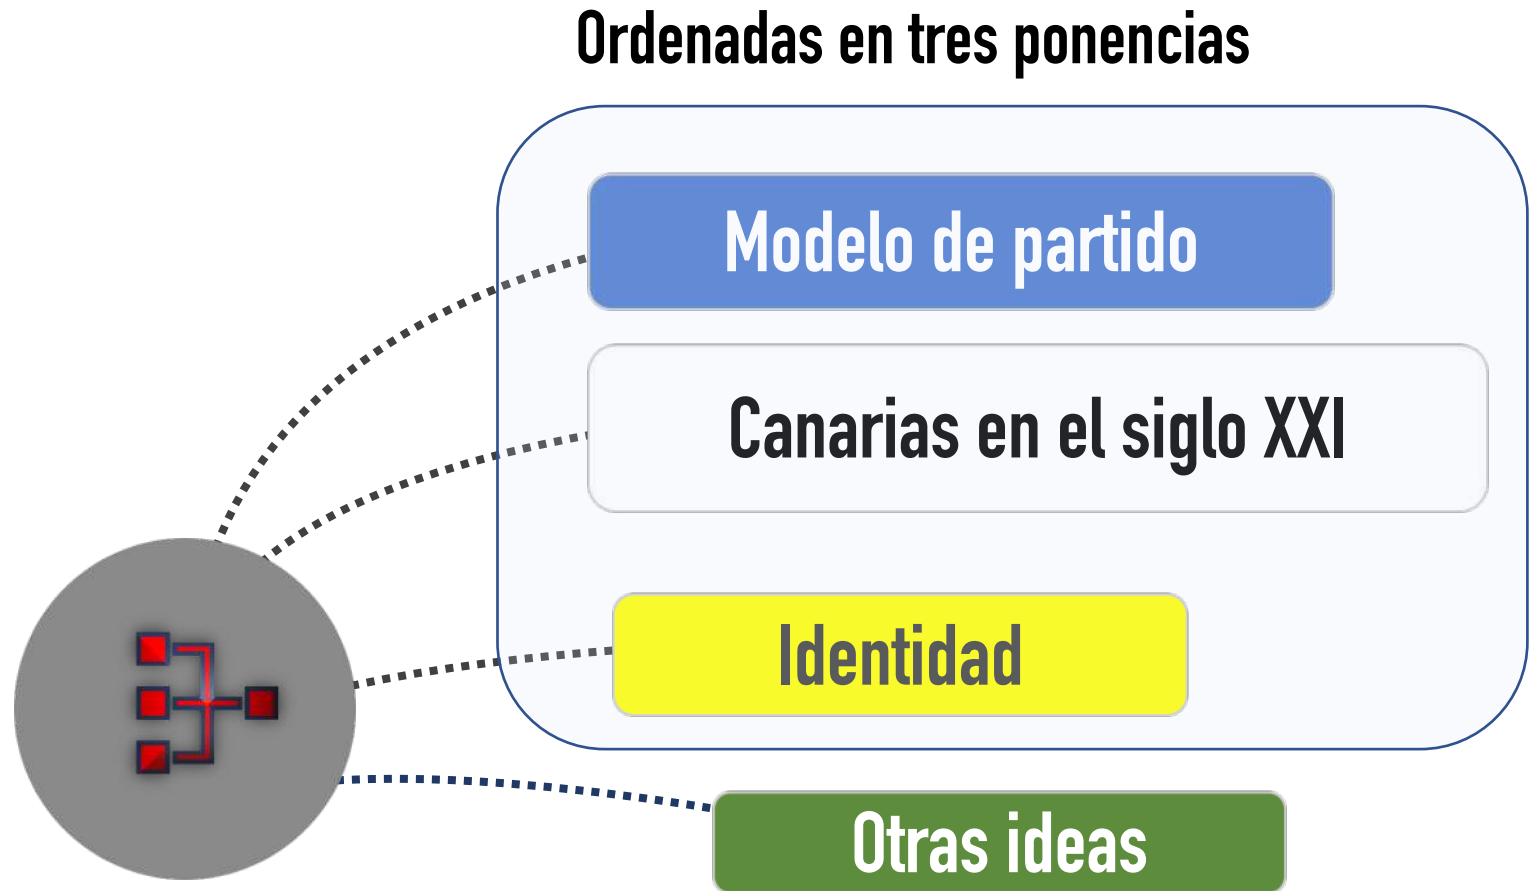 Ordenadas en tres ponencias
Modelo de partido
Canarias en el siglo XXI
Identidad
Otras ideas